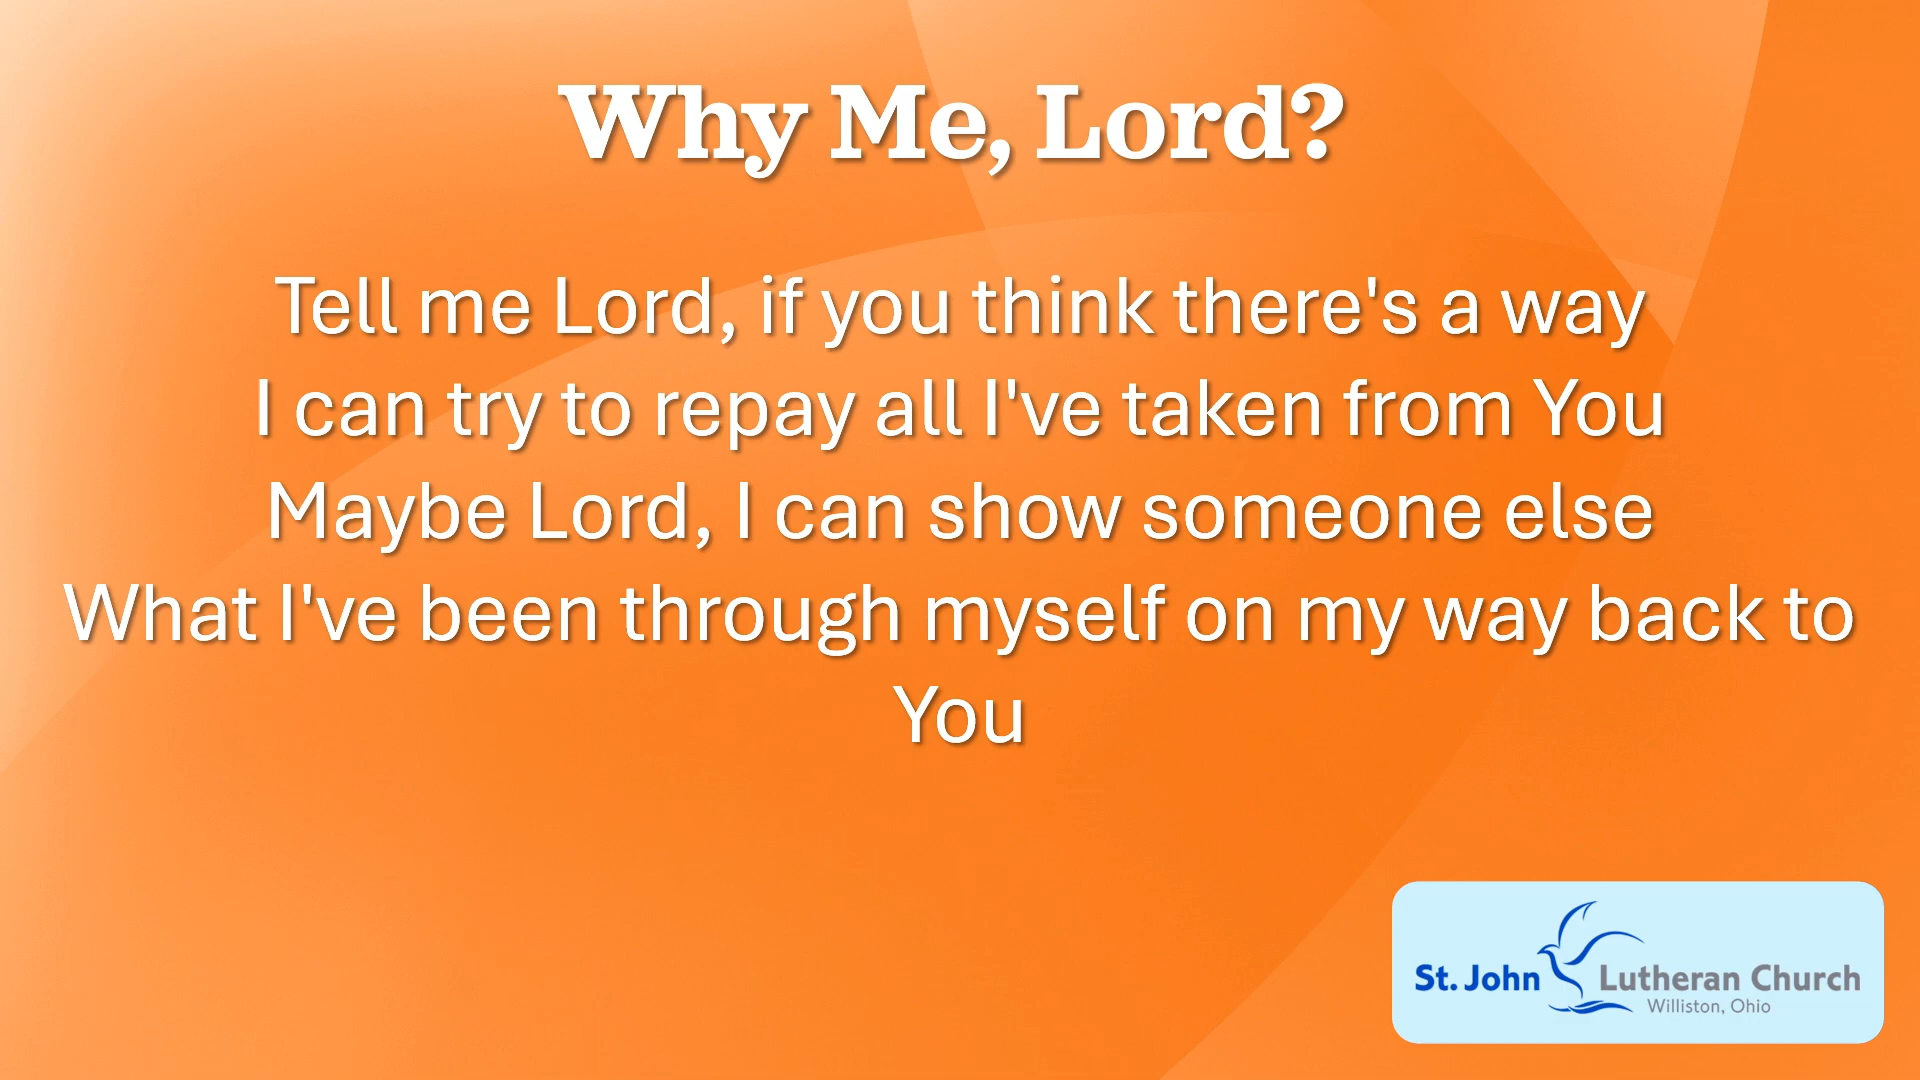 Why Me, Lord?
Tell me Lord, if you think there's a way
I can try to repay all I've taken from You
Maybe Lord, I can show someone else
What I've been through myself on my way back to
You
St. John Lutheran Church
Williston, Ohio